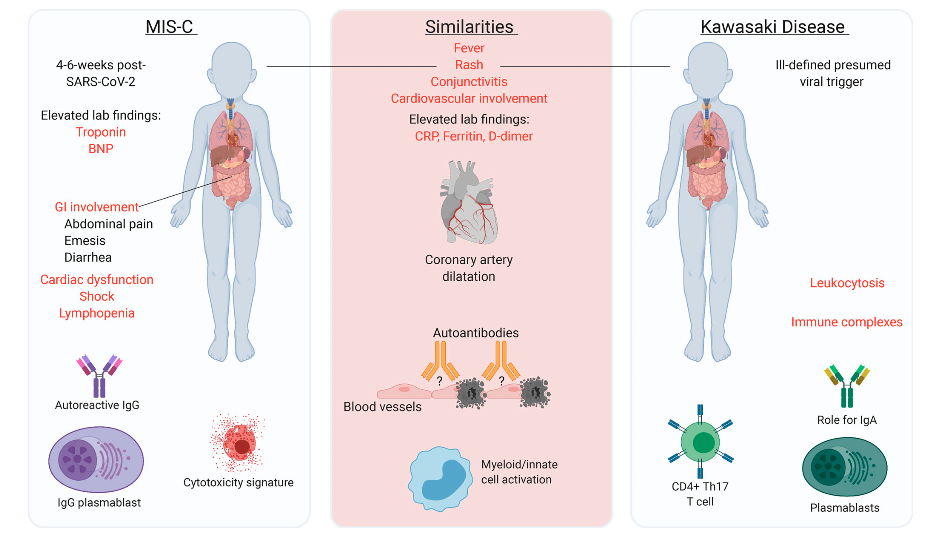 MIS-C
4-6-weeks post-
SARS-CoV-2
Elevated lab findings:
Troponin
BNP
GI involvement
Abdominal pain
Emesis
Diarrhea
Cardiac dysfunction
Shock
Lymphopenia
Autoreactive IgG
IgG plasmablast
Cytotoxicity signature
Similarities
Fever
Rash
Conjunctivitis
Cardiovascular involvement
Elevated lab findings:
CRP, Ferritin, D-dimer
Coronary artery
dilatation
Autoantibodies
? ?
Blood vessels
Myeloid/innate
cell activation
Kawasaki Disease
Ill-defined presumed
viral trigger
Leukocytosis
Immune complexes
Role for IgA
CD4+ Th17
T cell
Plasmablasts